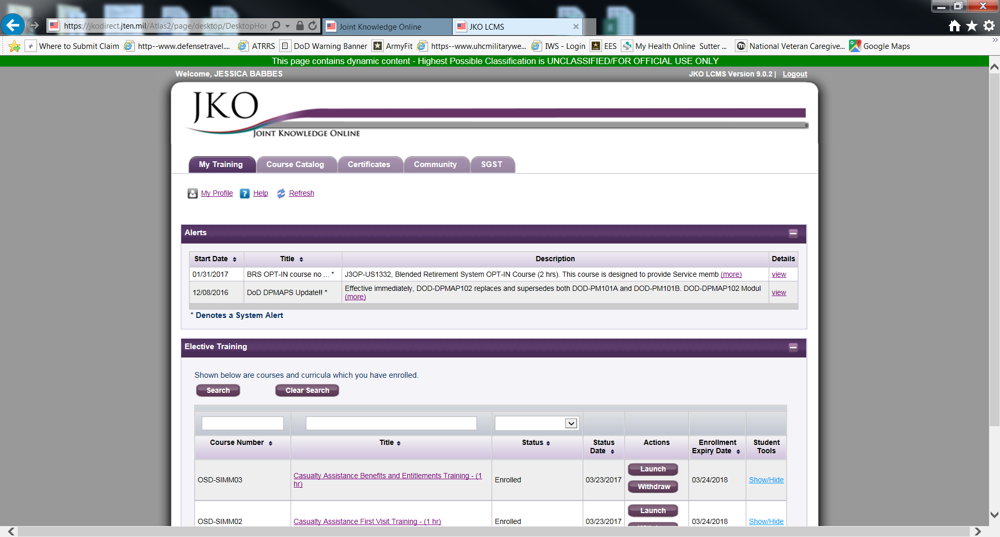 https://jkodirect.jten.mil/Atlas2/page/desktop/DesktopHor
Joint Knowledge Online
JKO LCMS
Where to Submit Claim
http--www.defensetravel....
ATRRS
DoD Warning Banner
ArmyFit
https--www.uhcmilitarywe...
IWS - Login
EES
My Health Online Sutter ...
National Veteran Caregive...
Google Maps
This page contains dynamic content - Highest Possible Classification is UNCLASSIFIED/FOR OFFICIAL USE ONLY
Welcome, JESSICA BABBES
JKO LCMS Version 9.0.2 | Logout
JKO
JOINT KNOWLEDGE ONLINE
My Training
Course Catalog
Certificates
Community
SGST
My Profile
Help
Refresh
Alerts
Start Date Title Description Details
01/31/2017 BRS OPT-IN course no ... * J3OP-US1332, Blended Retirement System OPT-IN Course (2 hrs). This course is designed to provide Service memb (more) view
12/08/2016 DoD DPMAPS Update!! * Effective immediately, DOD-DPMAP102 replaces and supersedes both DOD-PM101A and DOD-PM101B. DOD-DPMAP102 Modul
(more) view
* Denotes a System Alert
Elective Training
Shown below are courses and curricula which you have enrolled.
Search Clear Search
Course Number Title Status Status Date Actions Enrollment Expiry Date Student Tools
OSD-SIMM03 Casualty Assistance Benefits and Entitlements Training - (1
hr) Enrolled 03/23/2017 Launch Withdraw 03/24/2018 Show/Hide
OSD-SIMM02 Casualty Assistance First Visit Training - (1 hr) Enrolled 03/23/2017 Launch 03/24/2018 Show/Hide